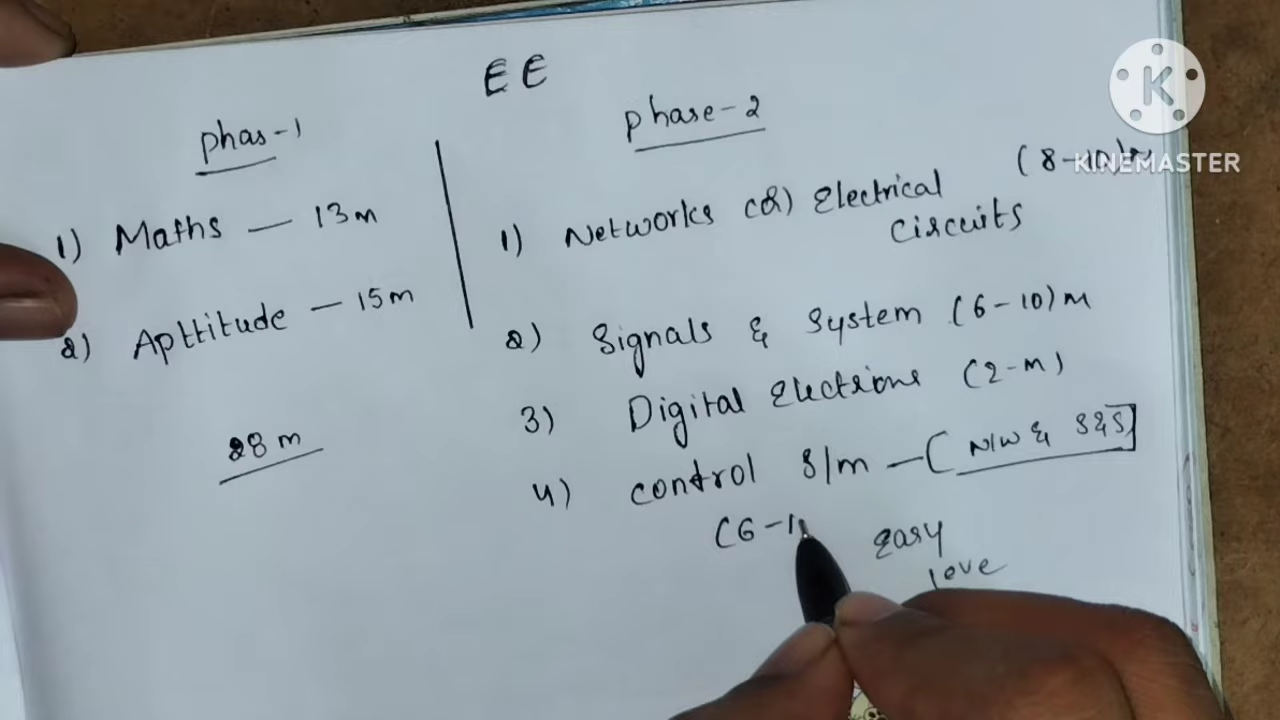 EE
phas-1
1) Maths — 13m
2) Apttitude — 15m
28m
phase-2
1) Networks (or) Electrical Circuits (8-10)m
2) Signals & System (6-10)m
3) Digital Electrions (2-m)
4) control S/m — (N/W & S&S]
(6-1
easy
leve
K
KINEMASTER